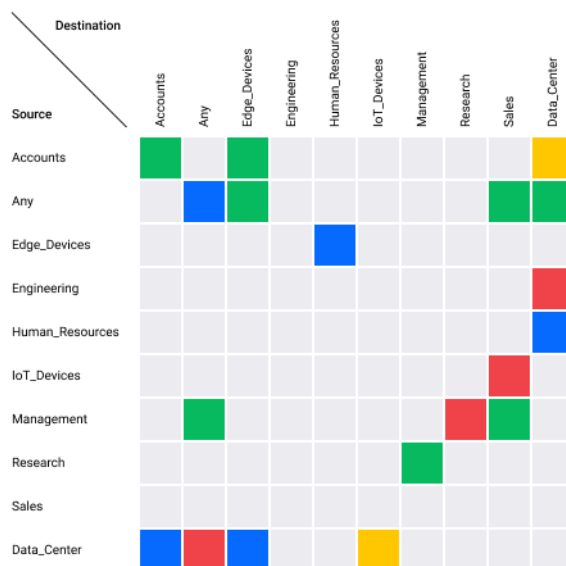 Destination
Source
Accounts
Any
Edge_Devices
Engineering
Human_Resources
IoT_Devices
Management
Research
Sales
Data_Center
Accounts
Any
Edge_Devices
Engineering
Human_Resources
IoT_Devices
Management
Research
Sales
Data_Center